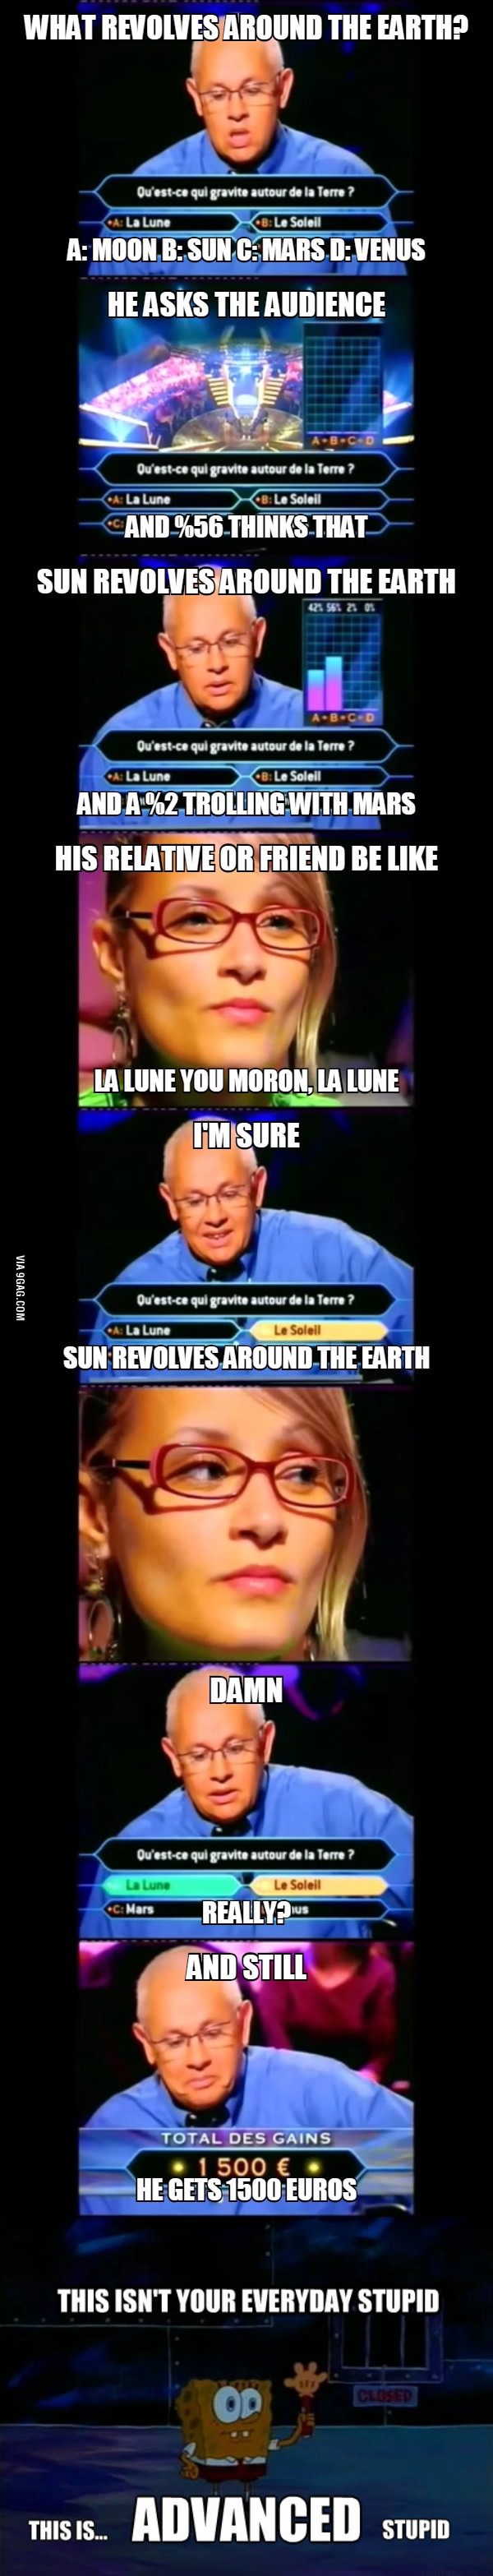 WHAT REVOLVES AROUND THE EARTH?
Qu'est-ce qui gravite autour de la Terre ?
A: La Lune
B: Le Soleil
A: MOON B: SUN C: MARS D: VENUS
HE ASKS THE AUDIENCE
A B C D
Qu'est-ce qui gravite autour de la Terre ?
A: La Lune
B: Le Soleil
C:
AND %56 THINKS THAT
SUN REVOLVES AROUND THE EARTH
42% 56% 2% 0%
A B C D
Qu'est-ce qui gravite autour de la Terre ?
A: La Lune
B: Le Soleil
AND A %2 TROLLING WITH MARS
HIS RELATIVE OR FRIEND BE LIKE
LA LUNE YOU MORON, LA LUNE
I'M SURE
VIA 9GAG.COM
Qu'est-ce qui gravite autour de la Terre ?
A: La Lune
Le Soleil
SUN REVOLVES AROUND THE EARTH
DAMN
Qu'est-ce qui gravite autour de la Terre ?
La Lune
Le Soleil
C: Mars
REALLY?
AND STILL
TOTAL DES GAINS
1 500 €
HE GETS 1500 EUROS
THIS ISN'T YOUR EVERYDAY STUPID
CLOSED
THIS IS... ADVANCED STUPID